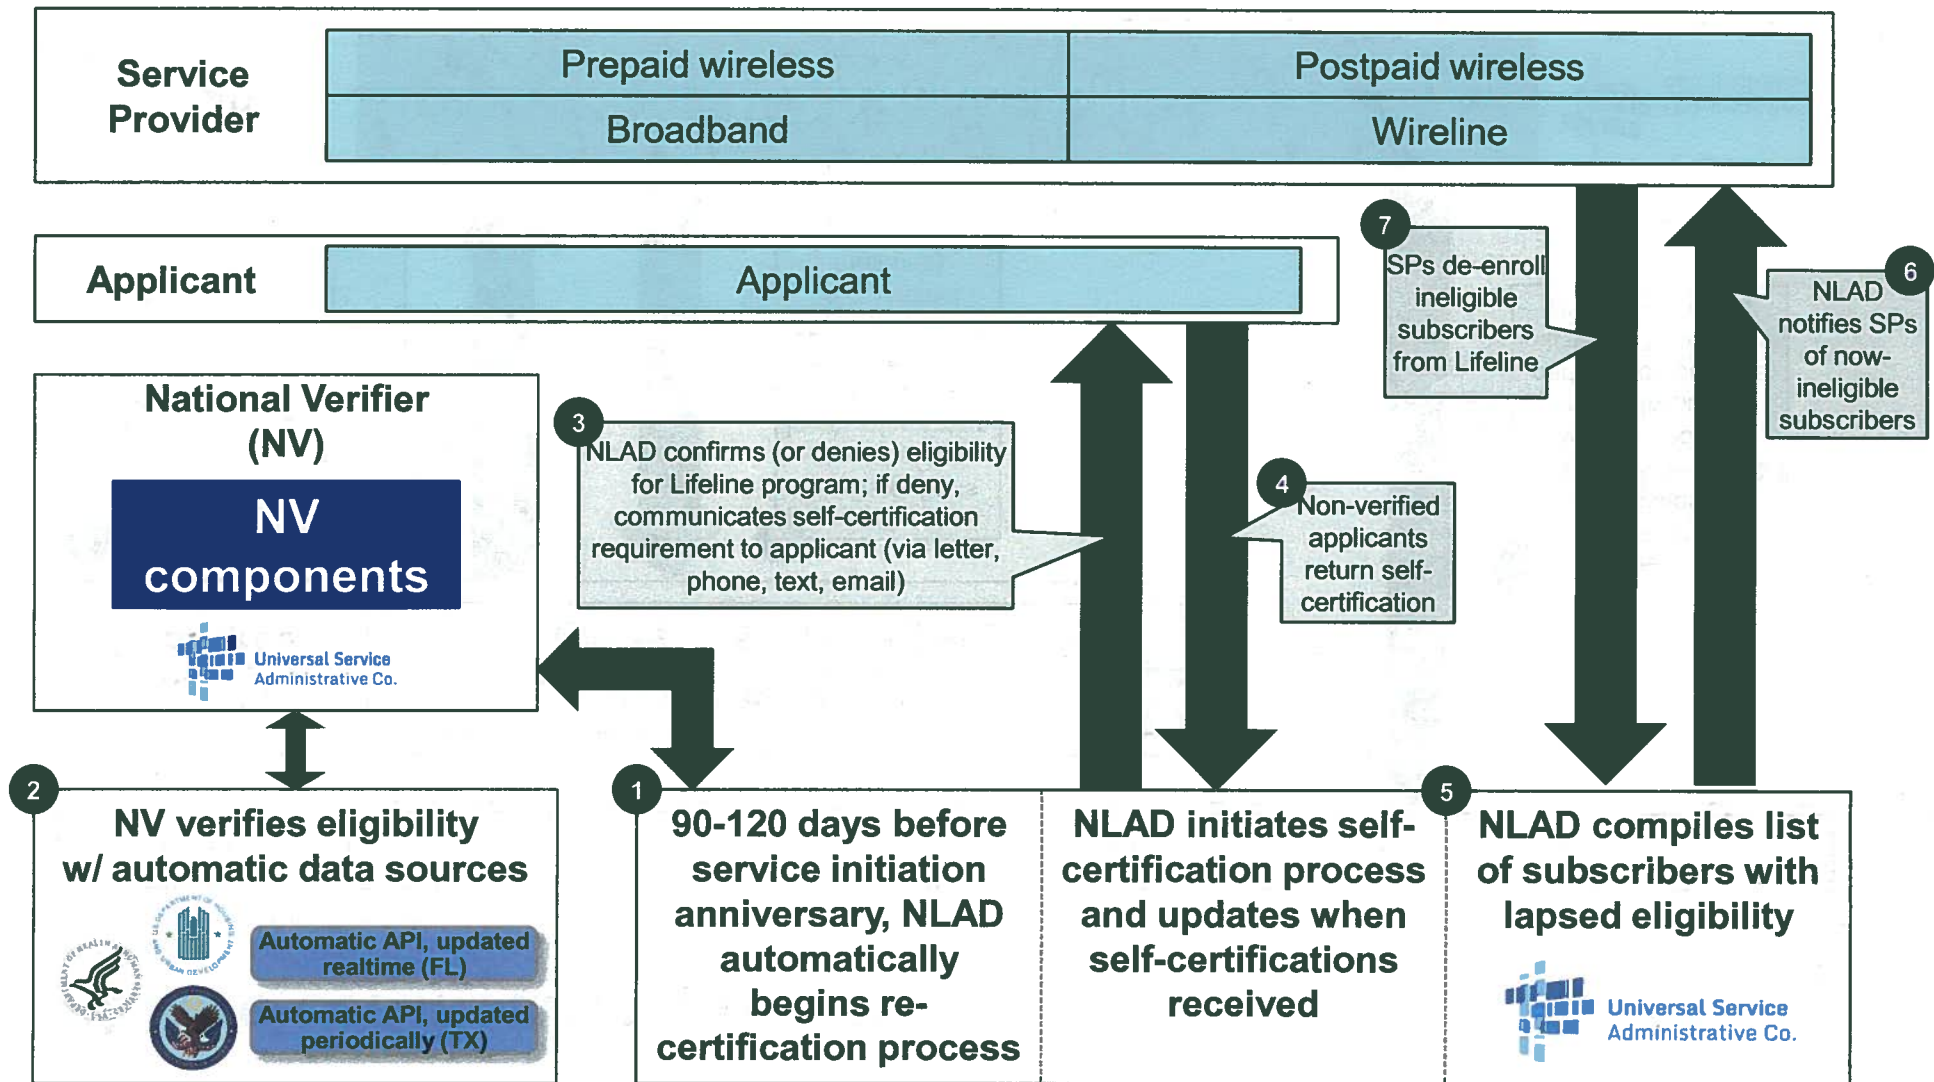 Service
Provider
Prepaid wireless
Postpaid wireless
Broadband
Wireline
Applicant
Applicant
7
SPs de-enroll
ineligible
subscribers
from Lifeline
6
NLAD
notifies SPs
of now-
ineligible
subscribers
National Verifier
(NV)
NV
components
Universal Service
Administrative Co.
3
NLAD confirms (or denies) eligibility
for Lifeline program; if deny,
communicates self-certification
requirement to applicant (via letter,
phone, text, email)
4
Non-verified
applicants
return self-
certification
2
NV verifies eligibility
w/ automatic data sources
Automatic API, updated
realtime (FL)
Automatic API, updated
periodically (TX)
1
90-120 days before
service initiation
anniversary, NLAD
automatically
begins re-
certification process
NLAD initiates self-
certification process
and updates when
self-certifications
received
5
NLAD compiles list
of subscribers with
lapsed eligibility
Universal Service
Administrative Co.